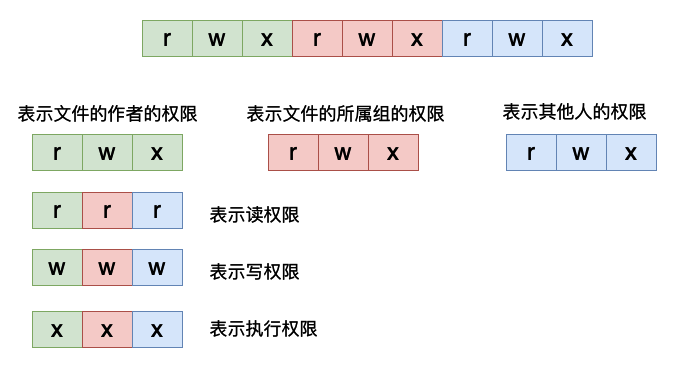 r w x r w x r w x
表示文件的作者的权限 表示文件的所属组的权限 表示其他人的权限
r w x r w x r w x
r r r 表示读权限
w w w 表示写权限
x x x 表示执行权限